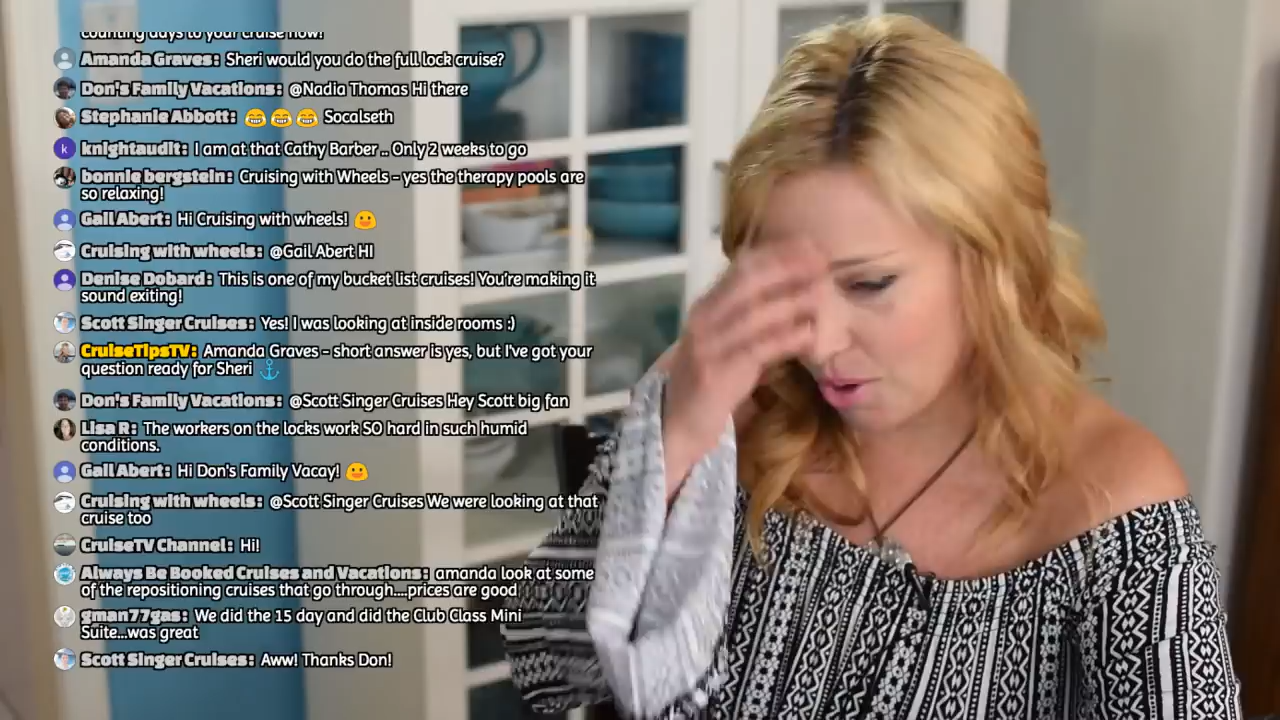 counting days to your cruise now!
Amanda Graves: Sheri would you do the full lock cruise?
Don's Family Vacations: @Nadia Thomas Hi there
Stephanie Abbott: 😂 😂 😂 Socalseth
knightaudit: I am at that Cathy Barber .. Only 2 weeks to go
bonnie bergstein: Cruising with Wheels - yes the therapy pools are
so relaxing!
Gail Abert: Hi Cruising with wheels! 🙂
Cruising with wheels: @Gail Abert HI
Denise Dobard: This is one of my bucket list cruises! You're making it
sound exiting!
Scott Singer Cruises: Yes! I was looking at inside rooms :)
CruiseTipsTV: Amanda Graves - short answer is yes, but I've got your
question ready for Sheri ⚓
Don's Family Vacations: @Scott Singer Cruises Hey Scott big fan
Lisa R: The workers on the locks work SO hard in such humid
conditions.
Gail Abert: Hi Don's Family Vacay! 🙂
Cruising with wheels: @Scott Singer Cruises We were looking at that
cruise too
CruiseTV Channel: Hi!
Always Be Booked Cruises and Vacations: amanda look at some
of the repositioning cruises that go through....prices are good
gman77gas: We did the 15 day and did the Club Class Mini
Suite...was great
Scott Singer Cruises: Aww! Thanks Don!
k